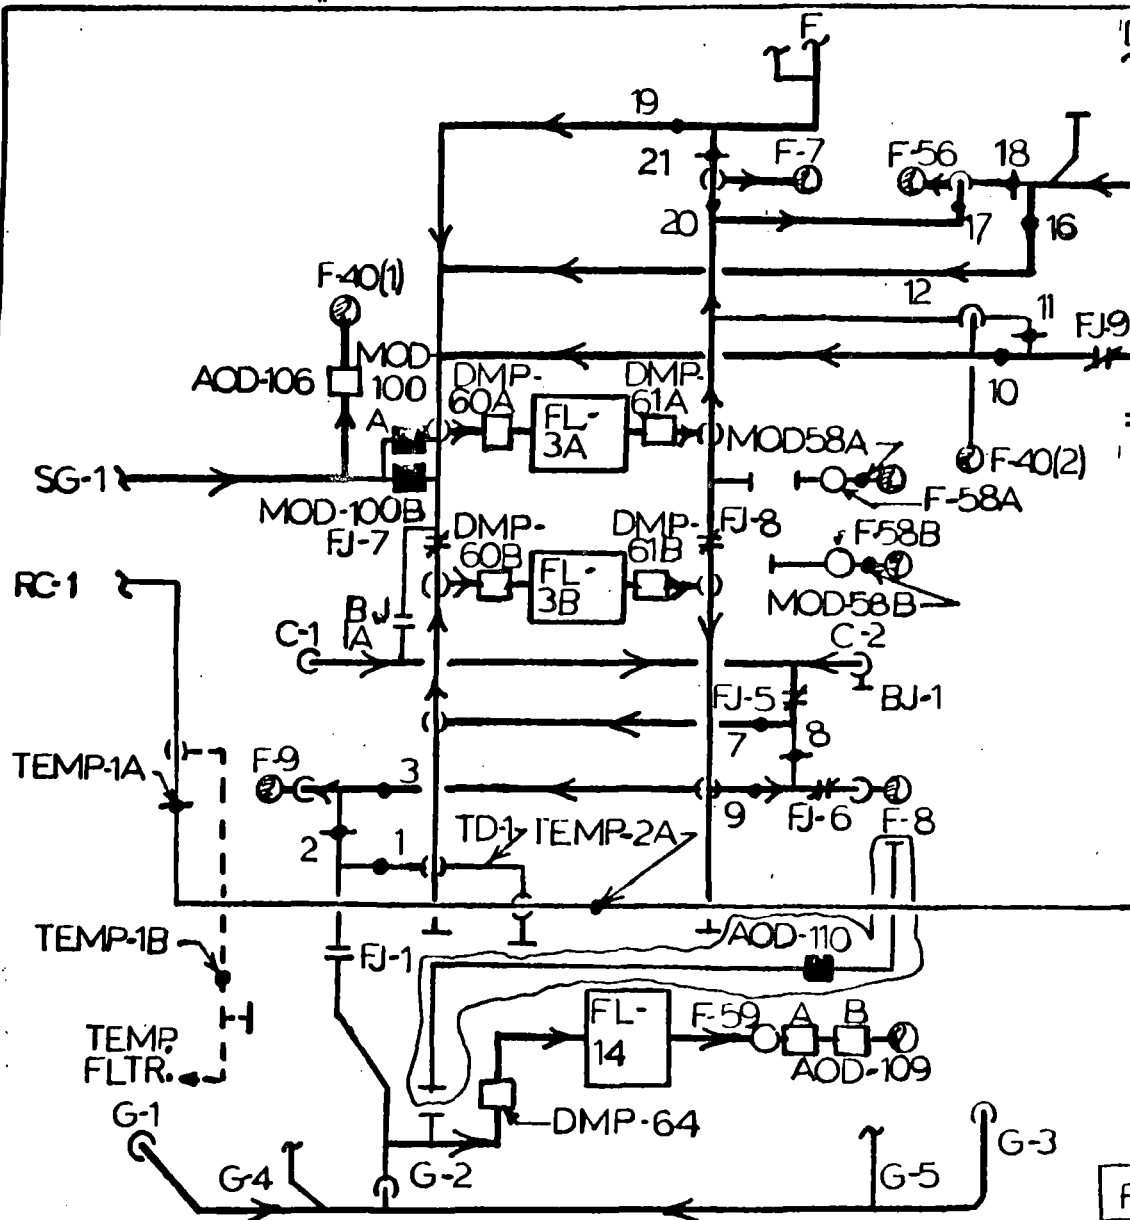 F
19
21
F-7
F-56
18
20
17
16
F-40(1)
12
11
FJ-9
MOD
100
A
AOD-106
DMP-
60A
FL-
3A
DMP-
61A
10
MOD58A
F-40(2)
SG-1
F-58A
MOD-100B
FJ-7
DMP-
60B
FL-
3B
DMP-
61B
FJ-8
F-58B
RC-1
MOD-58B
BJ
A
C-1
C-2
FJ-5
BJ-1
7
8
TEMP-1A
F-9
3
9
FJ-6
F-8
2
1
TD-1
TEMP-2A
TEMP-1B
FJ-1
AOD-110
FL-
14
F-59
A
B
AOD-109
TEMP.
FLTR.
G-1
DMP-64
G-3
G-4
G-2
G-5